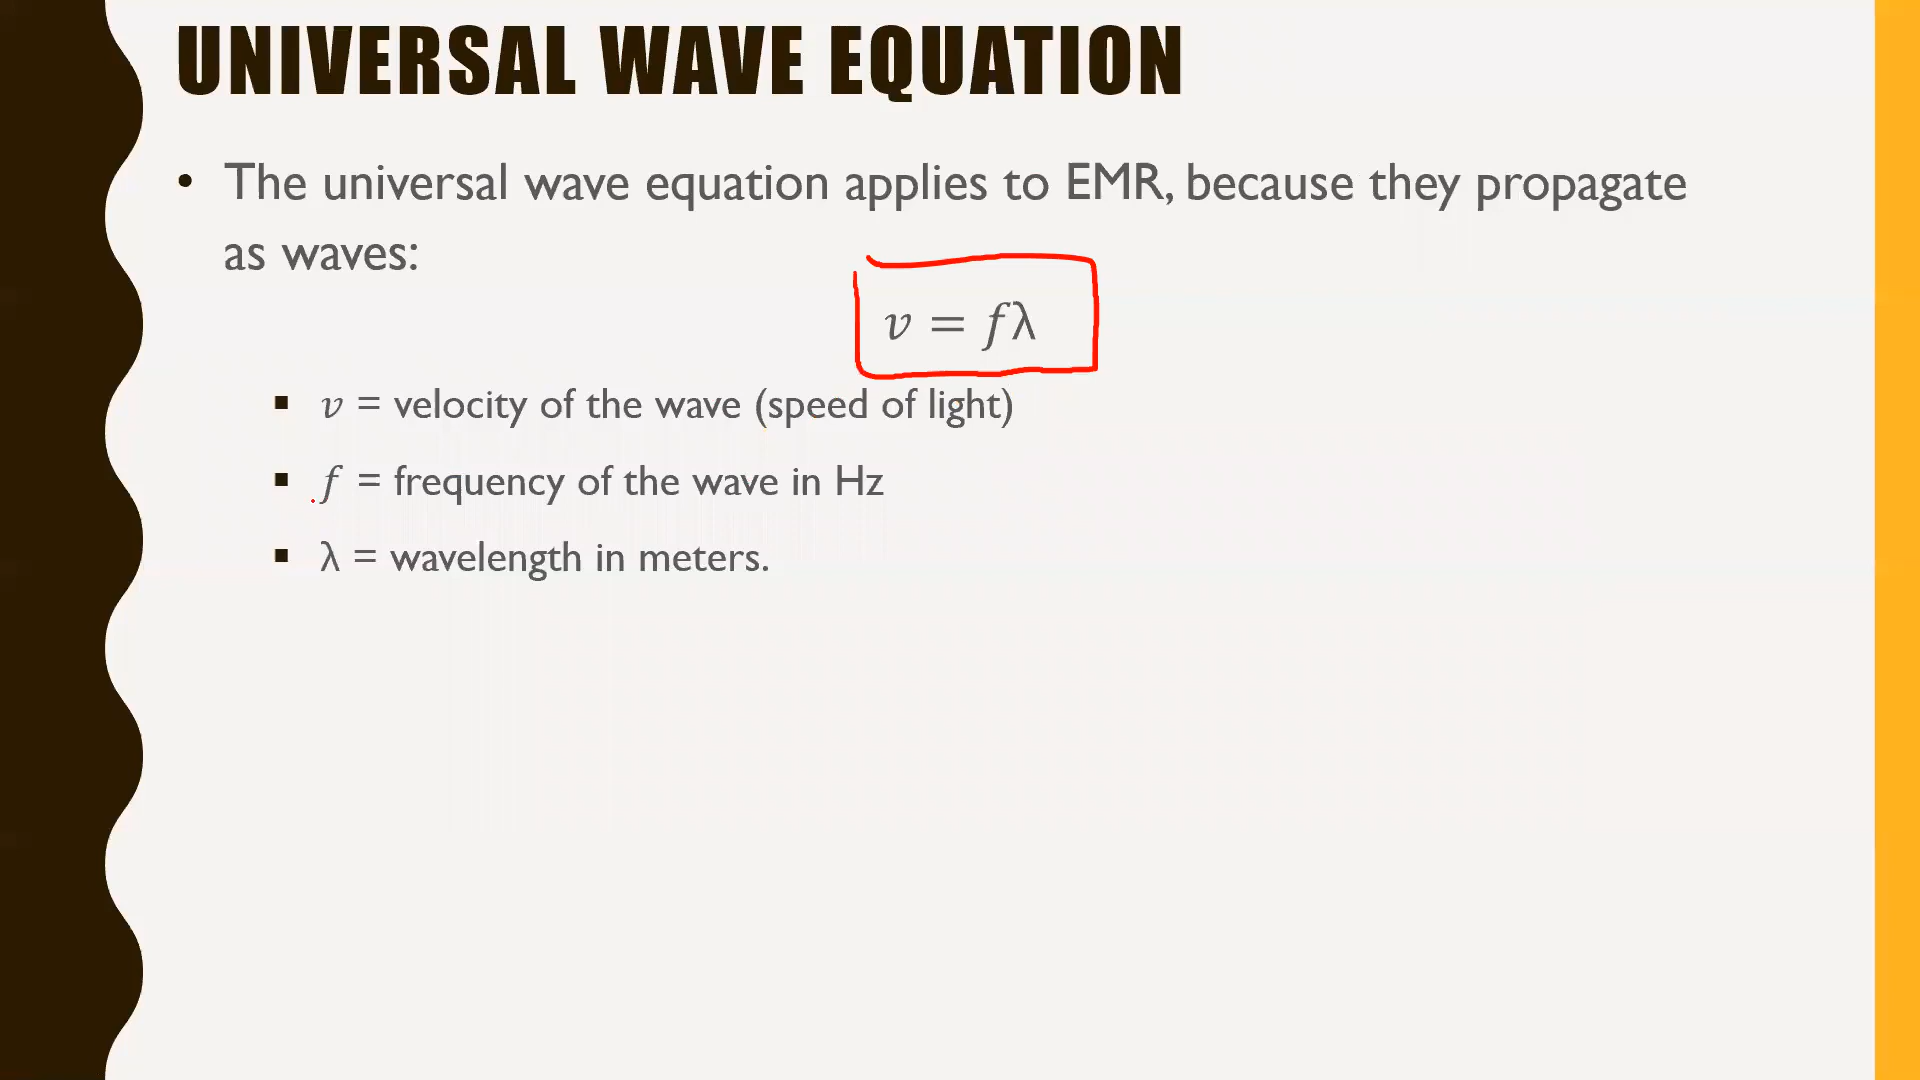 UNIVERSAL WAVE EQUATION
• The universal wave equation applies to EMR, because they propagate
as waves:
v = fλ
▪ v = velocity of the wave (speed of light)
▪ f = frequency of the wave in Hz
▪ λ = wavelength in meters.